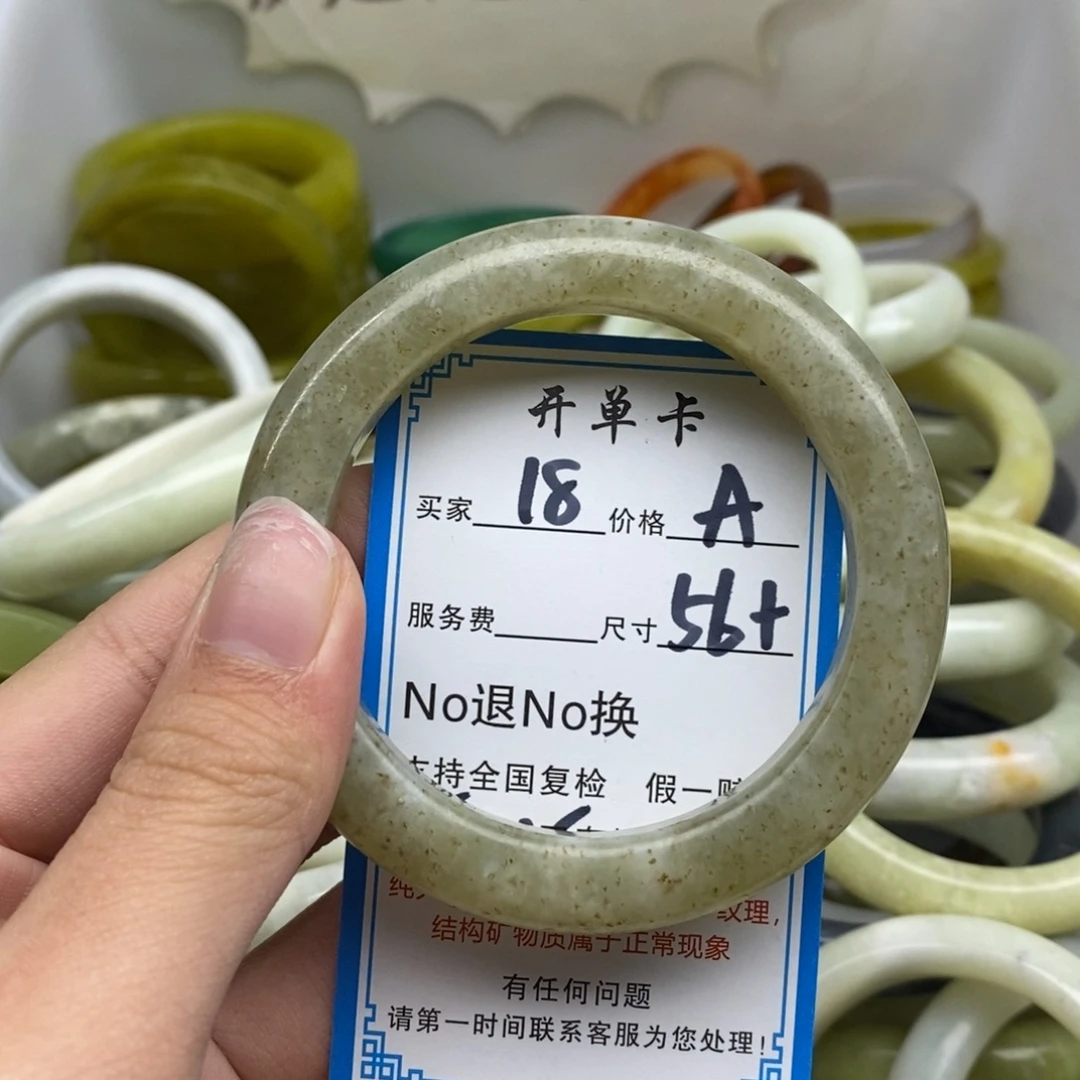 开单卡
买家 18 价格 A
服务费 尺寸 56+
No退No换
支持全国复检 假一赔
纹理,
结构矿物质属于正常现象
有任何问题
请第一时间联系客服为您处理!